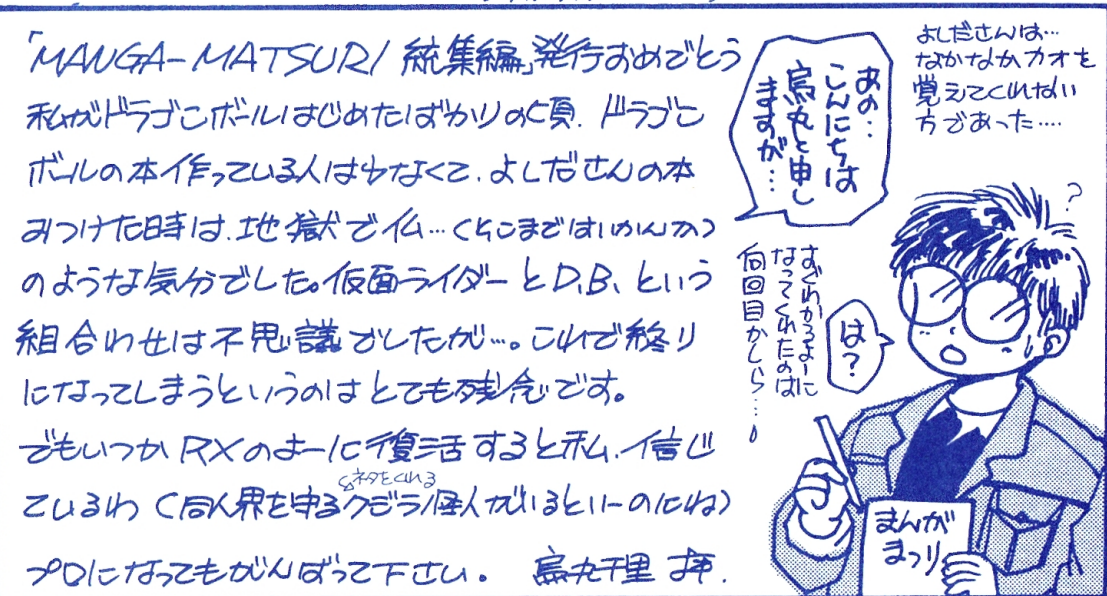 「MANGA-MATSURI 総集編」発行おめでとう
私がドラゴンボールはじめたばかりの頃、ドラゴン
ボールの本作っている人は少なくて、よしださんの本
みつけた時は、地獄で仏…(そこまではいかんか)
のような気分でした。仮面ライダーとD.B、という
組合わせは不思議でしたが…。これで終り
になってしまうというのはとても残念です。
でもいつかRXのよーに復活すると私、信じ
ているわ(同人界を守るクジラ怪人がいるといーのにね)
ネタをくれる
プロになってもがんばって下さい。 烏丸千里 拝.
よしださんは…
なかなかカオを
覚えてくれない
方であった….
あの…
こんにちは
烏丸と申し
ますが…
?
は?
すぐわかるよーに
なってくれたのは
何回目かしら…
まんが
まつり